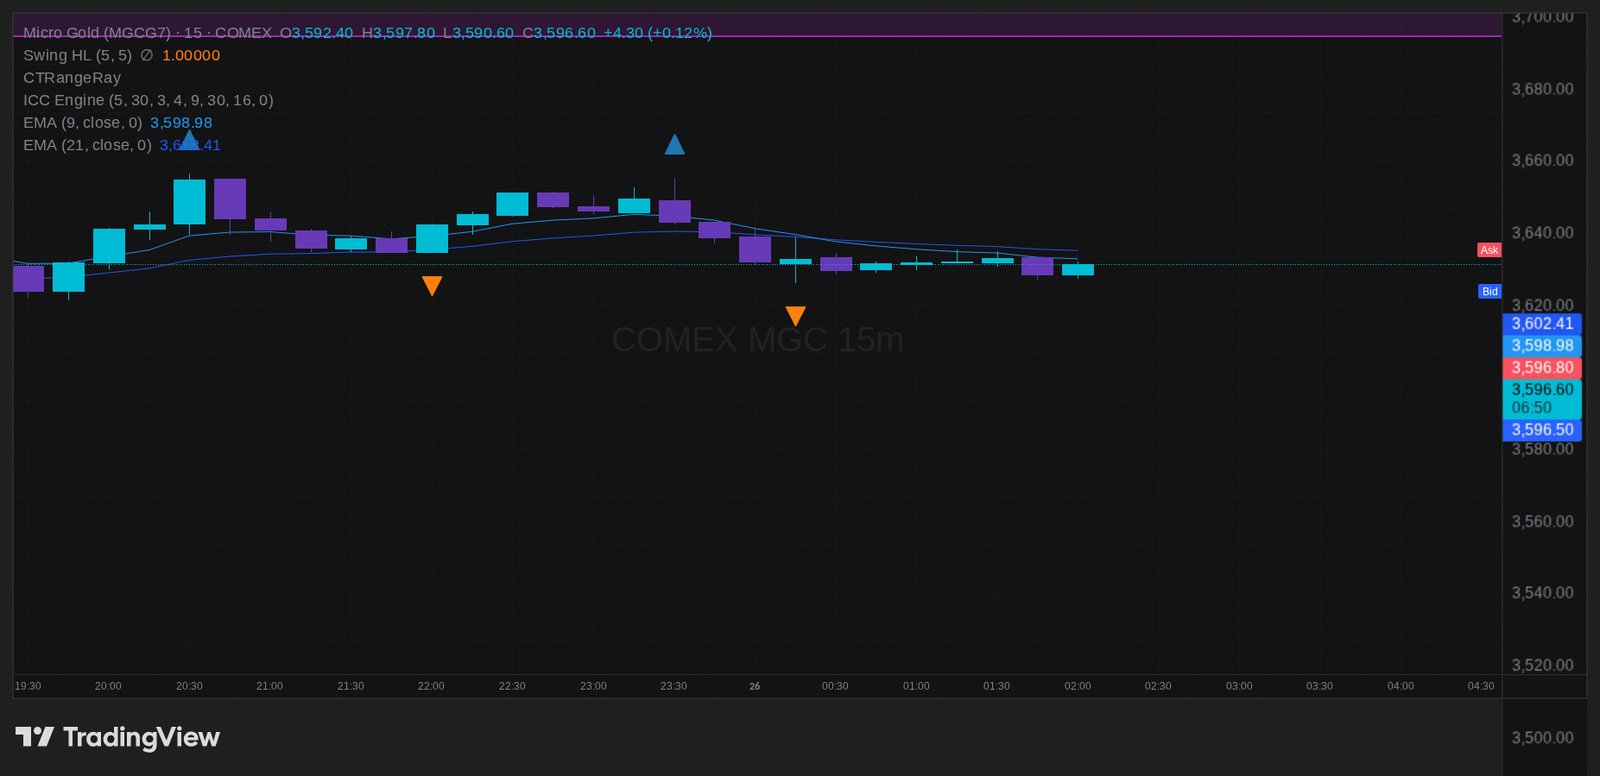 Micro Gold (MGCG7) · 15 · COMEX O3,592.40 H3,597.80 L3,590.60 C3,596.60 +4.30 (+0.12%)
Swing HL (5, 5) ∅ 1.00000
CTRangeRay
ICC Engine (5, 30, 3, 4, 9, 30, 16, 0)
EMA (9, close, 0) 3,598.98
EMA (21, close, 0) 3,602.41
COMEX MGC 15m
3,700.00
3,680.00
3,660.00
3,640.00
Ask
Bid
3,620.00
3,602.41
3,598.98
3,596.80
3,596.60
06:50
3,596.50
3,580.00
3,560.00
3,540.00
3,520.00
3,500.00
19:30 20:00 20:30 21:00 21:30 22:00 22:30 23:00 23:30 26 00:30 01:00 01:30 02:00 02:30 03:00 03:30 04:00 04:30
TradingView